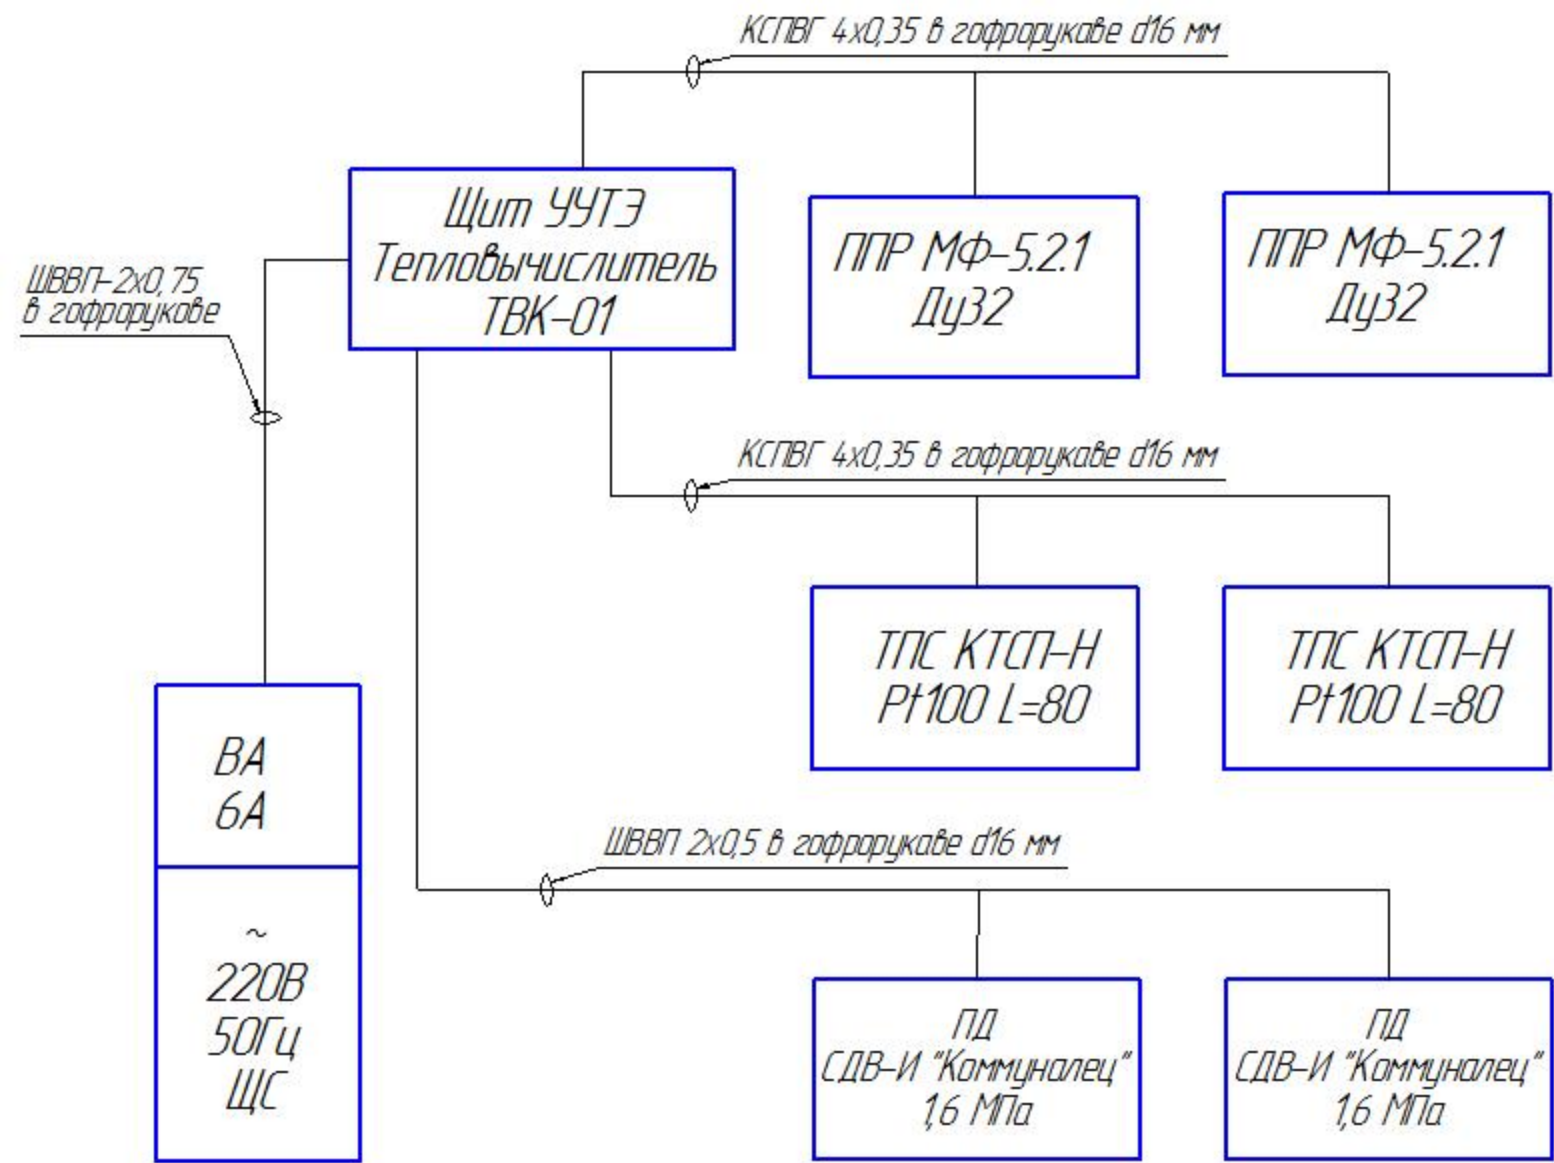 КСПВГ 4х0,35 в гофрорукаве d16 мм
Щит УУТЭ
Тепловычислитель
ТВК-01
ППР МФ-5.2.1
Ду32
ППР МФ-5.2.1
Ду32
ШВВП-2х0,75
в гофрорукаве
КСПВГ 4х0,35 в гофрорукаве d16 мм
ТПС КТСП-Н
Pt100 L=80
ТПС КТСП-Н
Pt100 L=80
ВА
6А
~
220В
50Гц
ЩС
ШВВП 2х0,5 в гофрорукаве d16 мм
ПД
СДВ-И "Коммуналец"
1,6 МПа
ПД
СДВ-И "Коммуналец"
1,6 МПа